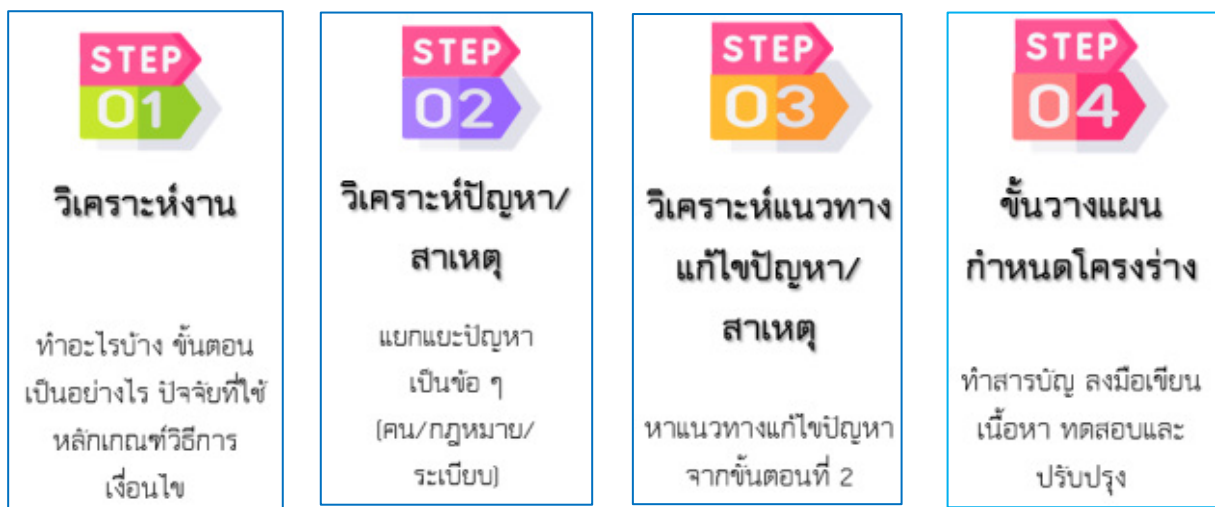 STEP
01
วิเคราะห์งาน
ทำอะไรบ้าง ขั้นตอน
เป็นอย่างไร ปัจจัยที่ใช้
หลักเกณฑ์วิธีการ
เงื่อนไข
STEP
02
วิเคราะห์ปัญหา/
สาเหตุ
แยกแยะปัญหา
เป็นข้อ ๆ
(คน/กฎหมาย/
ระเบียบ)
STEP
03
วิเคราะห์แนวทาง
แก้ไขปัญหา/
สาเหตุ
หาแนวทางแก้ไขปัญหา
จากขั้นตอนที่ 2
STEP
04
ขั้นวางแผน
กำหนดโครงร่าง
ทำสารบัญ ลงมือเขียน
เนื้อหา ทดสอบและ
ปรับปรุง